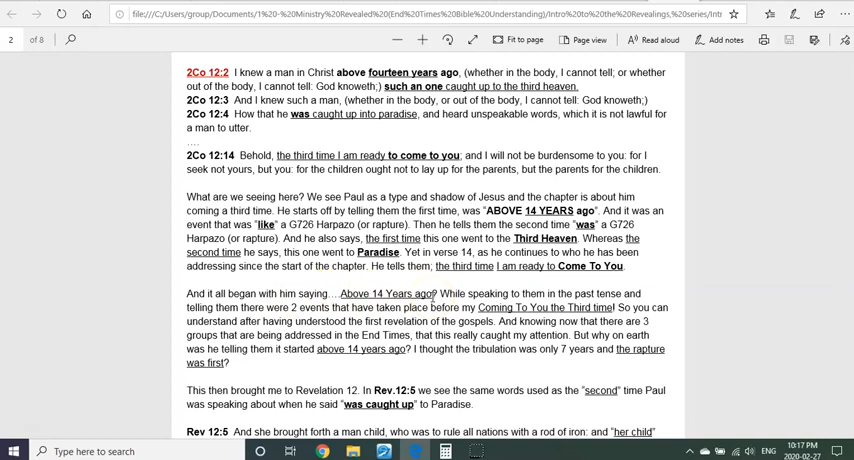 file:///C:/Users/group/Documents/1%20-%20Ministry%20Revealed%20(End%20Times%20Bible%20Understanding)/Intro%20to%20the%20Revealings,%20series/Intr
2 of 8
Fit to page
Page view
Read aloud
Add notes
2Co 12:2 I knew a man in Christ above fourteen years ago, (whether in the body, I cannot tell; or whether
out of the body, I cannot tell: God knoweth;) such an one caught up to the third heaven.
2Co 12:3 And I knew such a man, (whether in the body, or out of the body, I cannot tell: God knoweth;)
2Co 12:4 How that he was caught up into paradise, and heard unspeakable words, which it is not lawful for
a man to utter.
....
2Co 12:14 Behold, the third time I am ready to come to you; and I will not be burdensome to you: for I
seek not yours, but you: for the children ought not to lay up for the parents, but the parents for the children.
What are we seeing here? We see Paul as a type and shadow of Jesus and the chapter is about him
coming a third time. He starts off by telling them the first time, was "ABOVE 14 YEARS ago". And it was an
event that was "like" a G726 Harpazo (or rapture). Then he tells them the second time "was" a G726
Harpazo (or rapture). And he also says, the first time this one went to the Third Heaven. Whereas the
second time he says, this one went to Paradise. Yet in verse 14, as he continues to who he has been
addressing since the start of the chapter. He tells them; the third time I am ready to Come To You.
And it all began with him saying....Above 14 Years ago? While speaking to them in the past tense and
telling them there were 2 events that have taken place before my Coming To You the Third time! So you can
understand after having understood the first revelation of the gospels. And knowing now that there are 3
groups that are being addressed in the End Times, that this really caught my attention. But why on earth
was he telling them it started above 14 years ago? I thought the tribulation was only 7 years and the rapture
was first?
This then brought me to Revelation 12. In Rev.12:5 we see the same words used as the "second" time Paul
was speaking about when he said "was caught up" to Paradise.
Rev 12:5 And she brought forth a man child, who was to rule all nations with a rod of iron: and "her child"
Type here to search
ENG
10:17 PM
2020-02-27